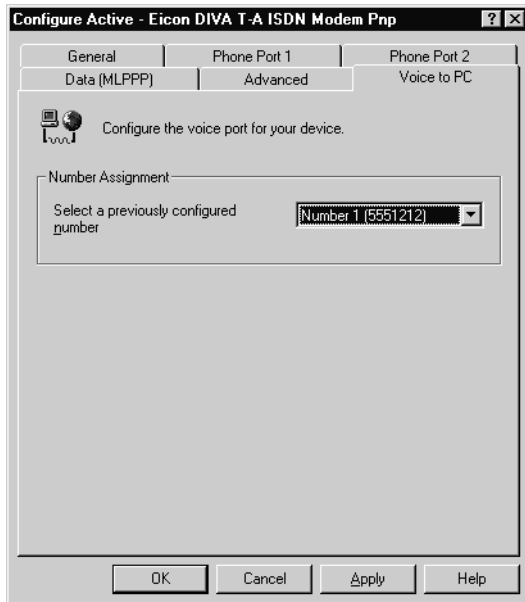 Configure Active - Eicon DIVA T-A ISDN Modem Pnp ? X
General Phone Port 1 Phone Port 2
Data (MLPPP) Advanced Voice to PC
Configure the voice port for your device.
Number Assignment
Select a previously configured
number
Number 1 (5551212)
OK Cancel Apply Help